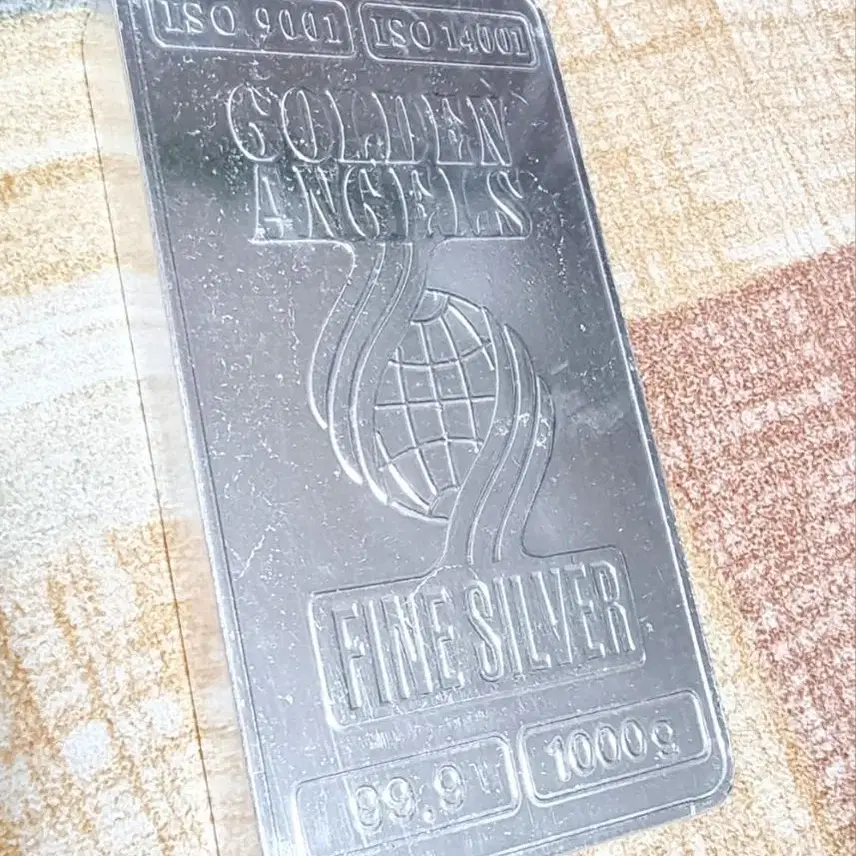 ISO 9001 ISO 14001
GOLDEN
ANGELS
FINE SILVER
99.9% 1000g